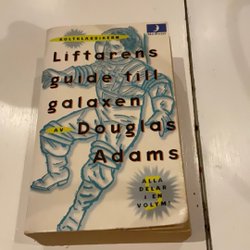 KULTKLASSIKERN
Liftarens
guide till
galaxen
AV Douglas
Adams
ALLA
DELAR
I EN
VOLYM!